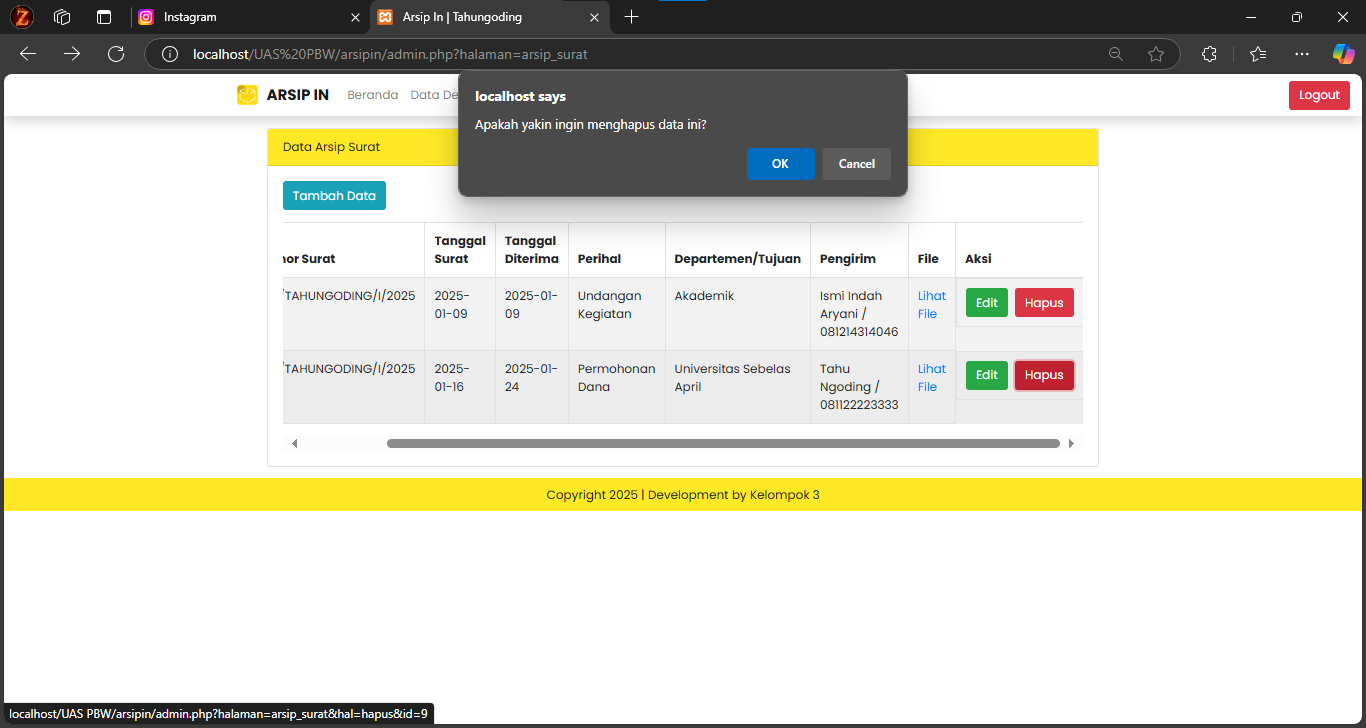 Instagram
Arsip In | Tahungoding
localhost/UAS%20PBW/arsipin/admin.php?halaman=arsip_surat
ARSIP IN Beranda Data Logout
localhost says
Apakah yakin ingin menghapus data ini?
OK Cancel
Data Arsip Surat
Tambah Data
Surat Tanggal Surat Tanggal Diterima Perihal Departemen/Tujuan Pengirim File Aksi
/TAHUNGODING/I/2025 2025-01-09 2025-01-09 Undangan Kegiatan Akademik Ismi Indah Aryani / 081214314046 Lihat File Edit Hapus
/TAHUNGODING/I/2025 2025-01-16 2025-01-24 Permohonan Dana Universitas Sebelas April Tahu Ngoding / 081122223333 Lihat File Edit Hapus
Copyright 2025 | Development by Kelompok 3
localhost/UAS PBW/arsipin/admin.php?halaman=arsip_surat&hal=hapus&id=9